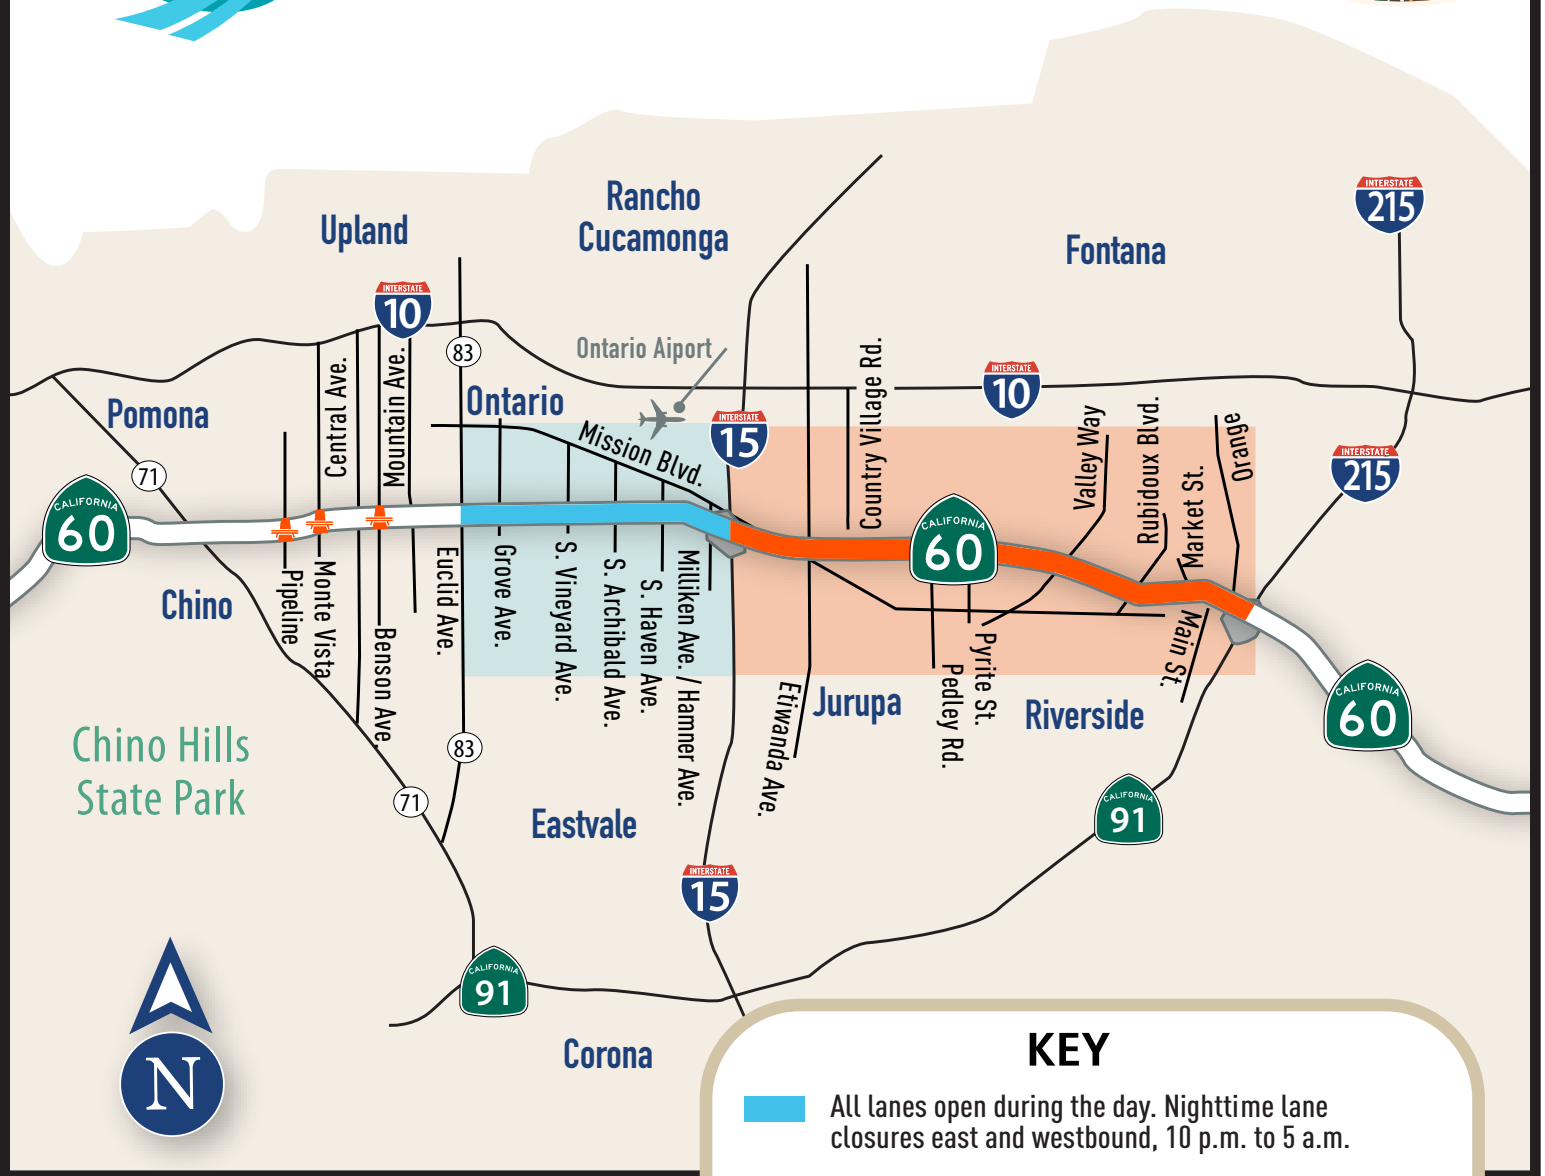 Rancho
Cucamonga
Upland
Fontana
INTERSTATE
215
INTERSTATE
10
83
Ontario Aiport
Central Ave.
Mountain Ave.
Country Village Rd.
INTERSTATE
10
Pomona
Ontario
Mission Blvd.
INTERSTATE
15
Valley Way
Rubidoux Blvd.
Market St.
Orange
INTERSTATE
215
71
CALIFORNIA
60
CALIFORNIA
60
Chino
Pipeline
Monte Vista
Benson Ave.
Euclid Ave.
Grove Ave.
S. Vineyard Ave.
S. Archibald Ave.
S. Haven Ave.
Milliken Ave. / Hamner Ave.
Etiwanda Ave.
Jurupa
Pedley Rd.
Pyrite St.
Riverside
Main St.
CALIFORNIA
60
Chino Hills
State Park
83
71
Eastvale
CALIFORNIA
91
INTERSTATE
15
CALIFORNIA
91
Corona
N
KEY
All lanes open during the day. Nighttime lane
closures east and westbound, 10 p.m. to 5 a.m.